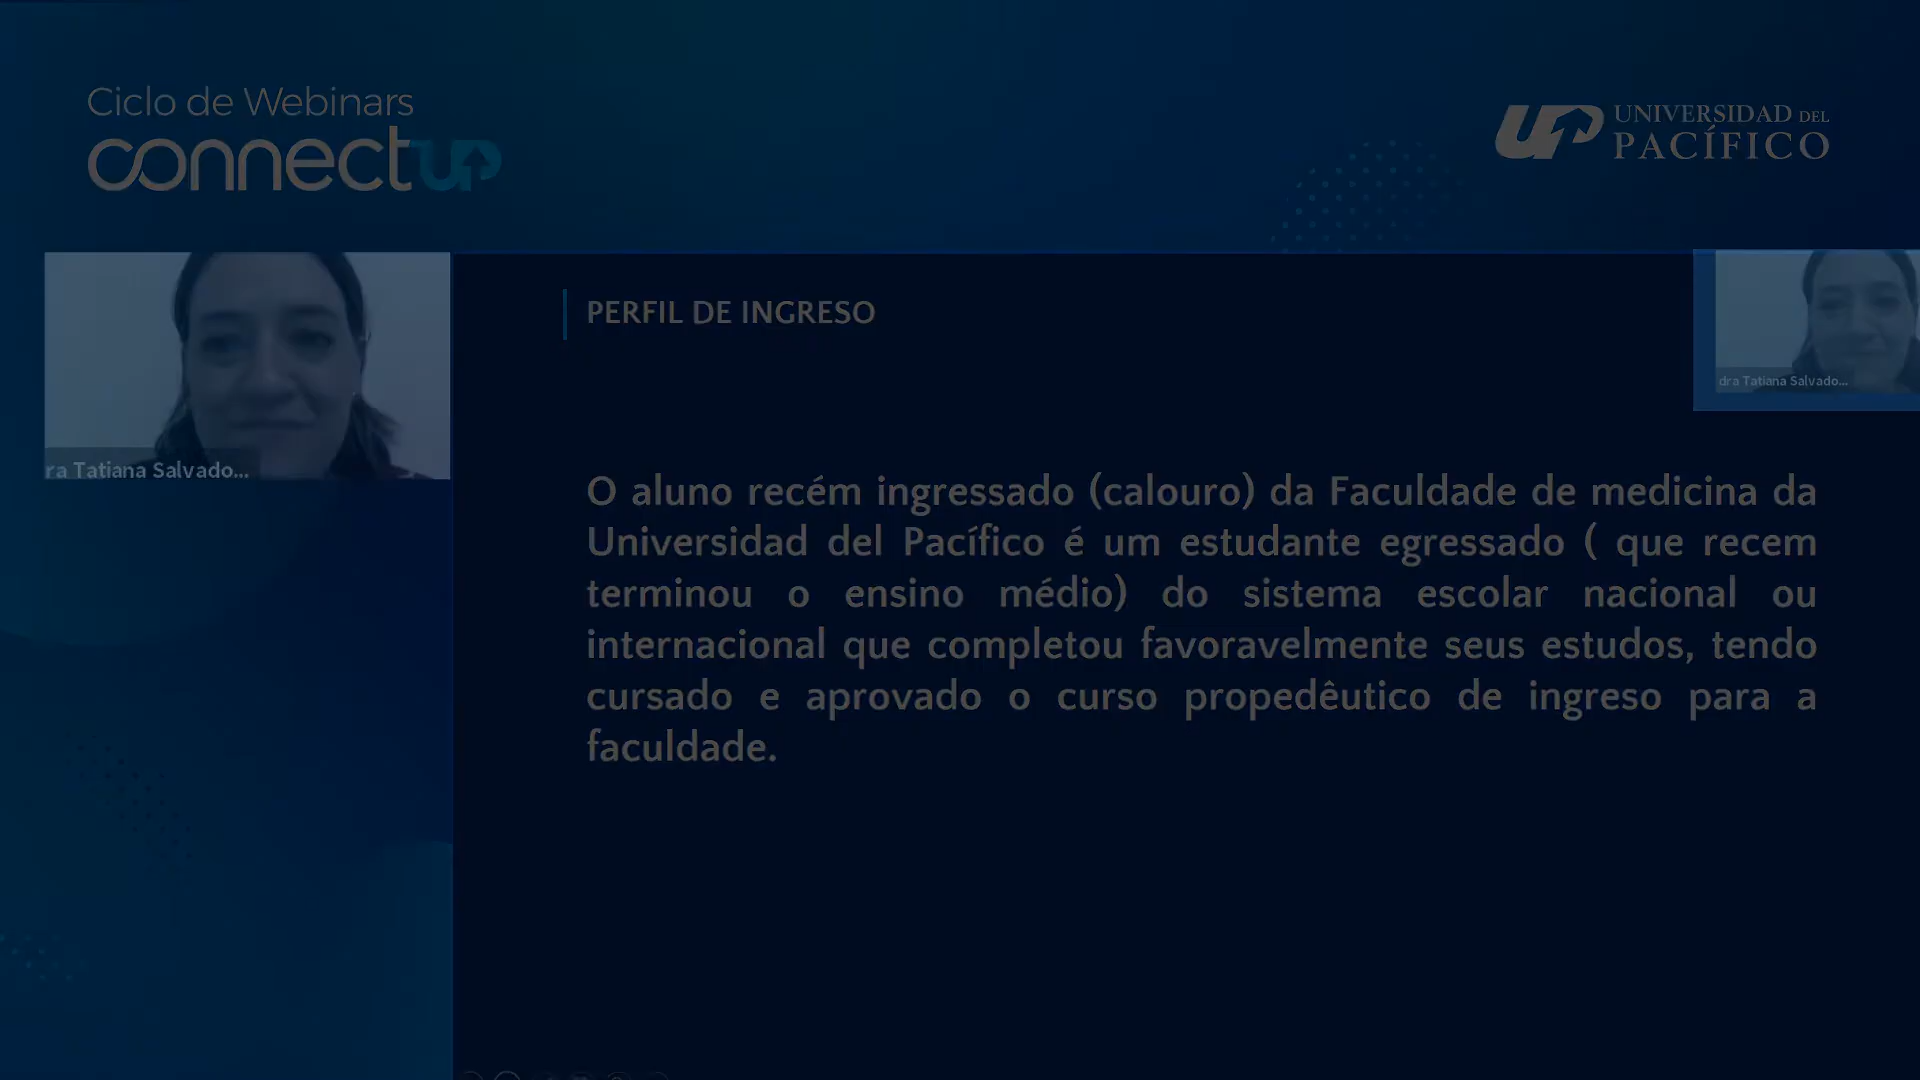 Ciclo de Webinars
connectup
UP UNIVERSIDAD DEL
PACÍFICO
ra Tatiana Salvado...
dra Tatiana Salvado...
PERFIL DE INGRESO
O aluno recém ingressado (calouro) da Faculdade de medicina da
Universidad del Pacífico é um estudante egressado ( que recem
terminou o ensino médio) do sistema escolar nacional ou
internacional que completou favoravelmente seus estudos, tendo
cursado e aprovado o curso propedêutico de ingreso para a
faculdade.